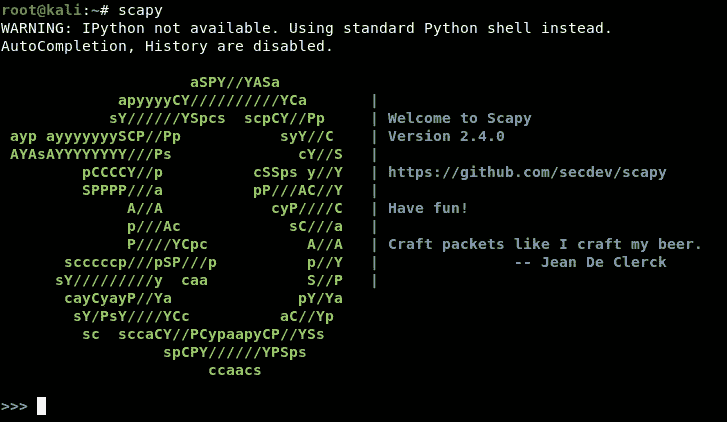 root@kali:~# scapy
WARNING: IPython not available. Using standard Python shell instead.
AutoCompletion, History are disabled.
                     aSPY//YASa
             apyyyyCY//////////YCa       |
            sY//////YSpcs  scpCY//Pp     | Welcome to Scapy
 ayp ayyyyyyySCP//Pp           syY//C    | Version 2.4.0
 AYAsAYYYYYYYY///Ps              cY//S   |
         pCCCCY//p          cSSps y//Y   | https://github.com/secdev/scapy
         SPPPP///a          pP///AC//Y   |
              A//A            cyP////C   | Have fun!
              p///Ac            sC///a   |
              P////YCpc           A//A   | Craft packets like I craft my beer.
       scccccp///pSP///p          p//Y   |               -- Jean De Clerck
      sY/////////y  caa           S//P   |
       cayCyayP//Ya              pY/Ya
        sY/PsY////YCc          aC//Yp
         sc  sccaCY//PCypaapyCP//YSs
                  spCPY//////YPSps
                       ccaacs
>>>